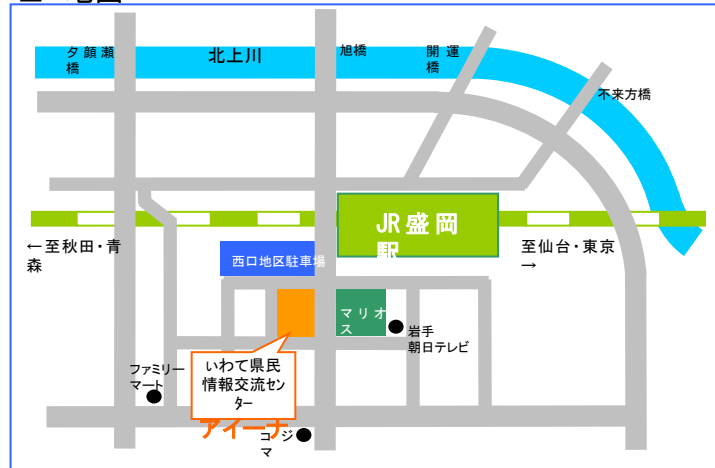 夕顔瀬
橋
北上川
旭橋
開運
橋
不来方橋
JR盛岡
駅
←至秋田・青
森
至仙台・東京
→
西口地区駐車場
マリオ
ス
岩手
朝日テレビ
ファミリー
マート
いわて県民
情報交流セン
ター
アイーナ
コジ
マ